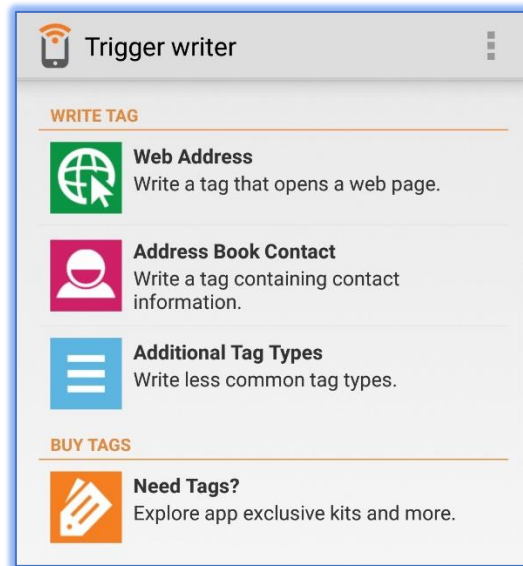 Trigger writer
WRITE TAG
Web Address
Write a tag that opens a web page.
Address Book Contact
Write a tag containing contact
information.
Additional Tag Types
Write less common tag types.
BUY TAGS
Need Tags?
Explore app exclusive kits and more.